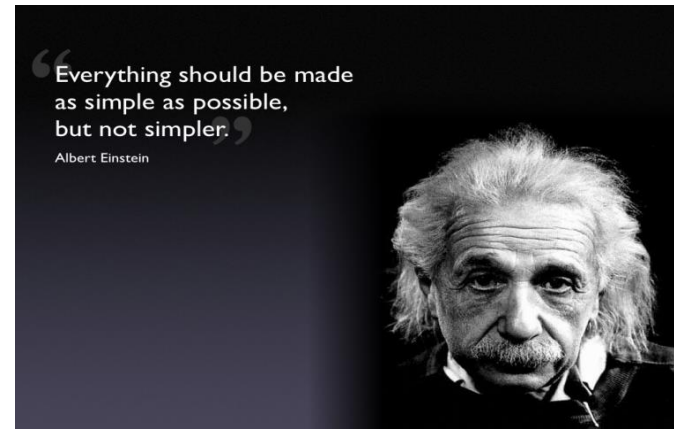 “Everything should be made
as simple as possible,
but not simpler.”
Albert Einstein